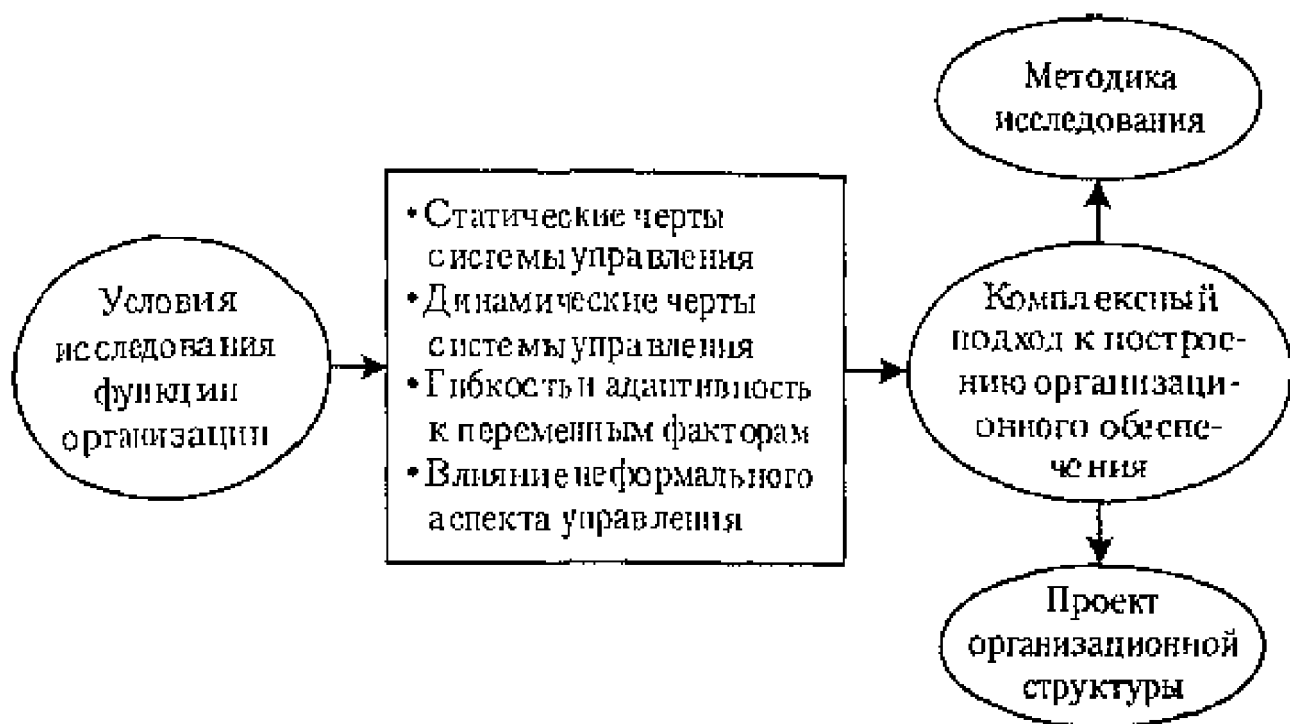 Методика
исследования
• Статические черты
системы управления
• Динамические черты
системы управления
• Гибкость и адаптивность
к переменным факторам
• Влияние неформального
аспекта управления
Условия
исследования
функции
организации
Комплексный
подход к построе-
нию организаци-
онного обеспе-
чения
Проект
организационной
структуры